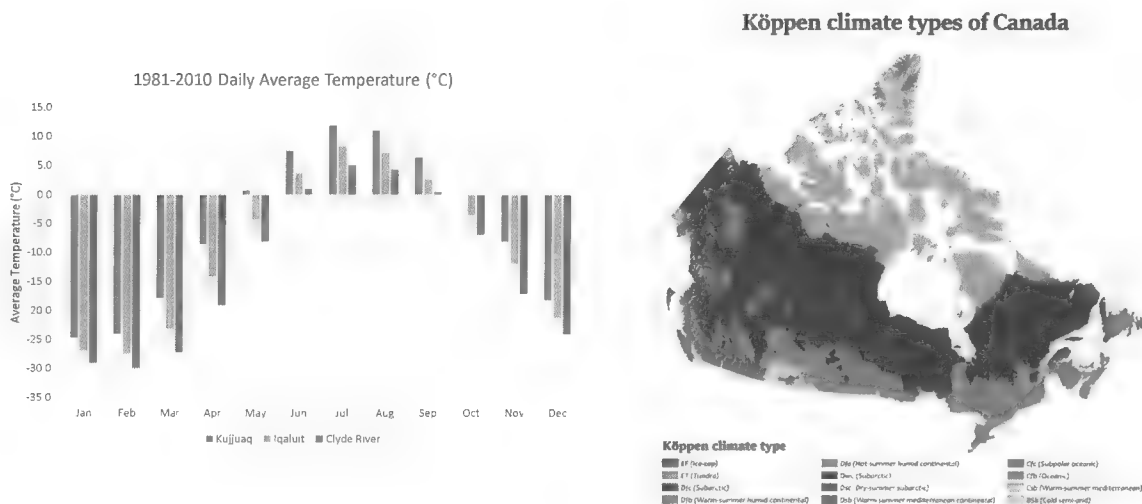 Köppen climate types of Canada
1981-2010 Daily Average Temperature (°C)
15.0
10.0
5.0
0.0
-5.0
-10.0
-15.0
-20.0
-25.0
-30.0
-35.0
Average Temperature (°C)
Jan Feb Mar Apr May Jun Jul Aug Sep Oct Nov Dec
Kujjuaq Iqaluit Clyde River
Köppen climate type
EF (Ice-cap)
ET (Tundra)
Dfc (Subarctic)
Dfb (Warm-summer humid continental)
Dfa (Hot-summer humid continental)
(Subarctic)
Dsc (Dry-summer subarctic)
Dsb (Warm-summer mediterranean continental)
Cfc (Subpolar oceanic)
Cfb (Oceanic)
Csb (Warm-summer mediterranean)
BSk (Cold semi-arid)